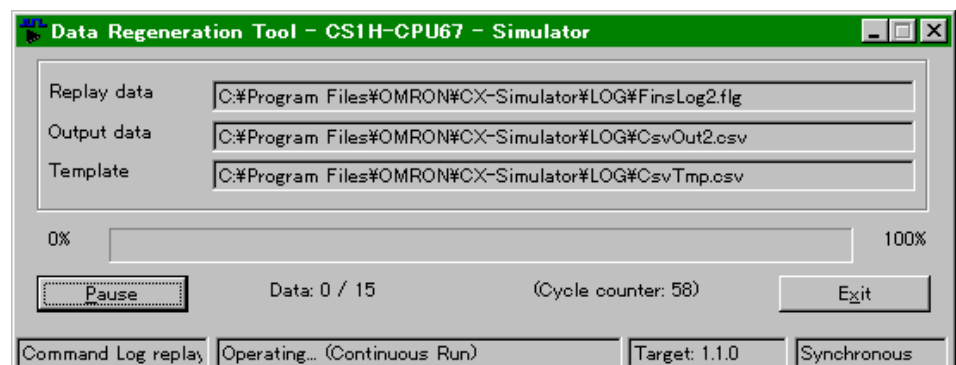 Data Regeneration Tool - CS1H-CPU67 - Simulator
Replay data C:¥Program Files¥OMRON¥CX-Simulator¥LOG¥FinsLog2.flg
Output data C:¥Program Files¥OMRON¥CX-Simulator¥LOG¥CsvOut2.csv
Template C:¥Program Files¥OMRON¥CX-Simulator¥LOG¥CsvTmp.csv
0% 100%
Pause Data: 0 / 15 (Cycle counter: 58) Exit
Command Log replay Operating... (Continuous Run) Target: 1.1.0 Synchronous